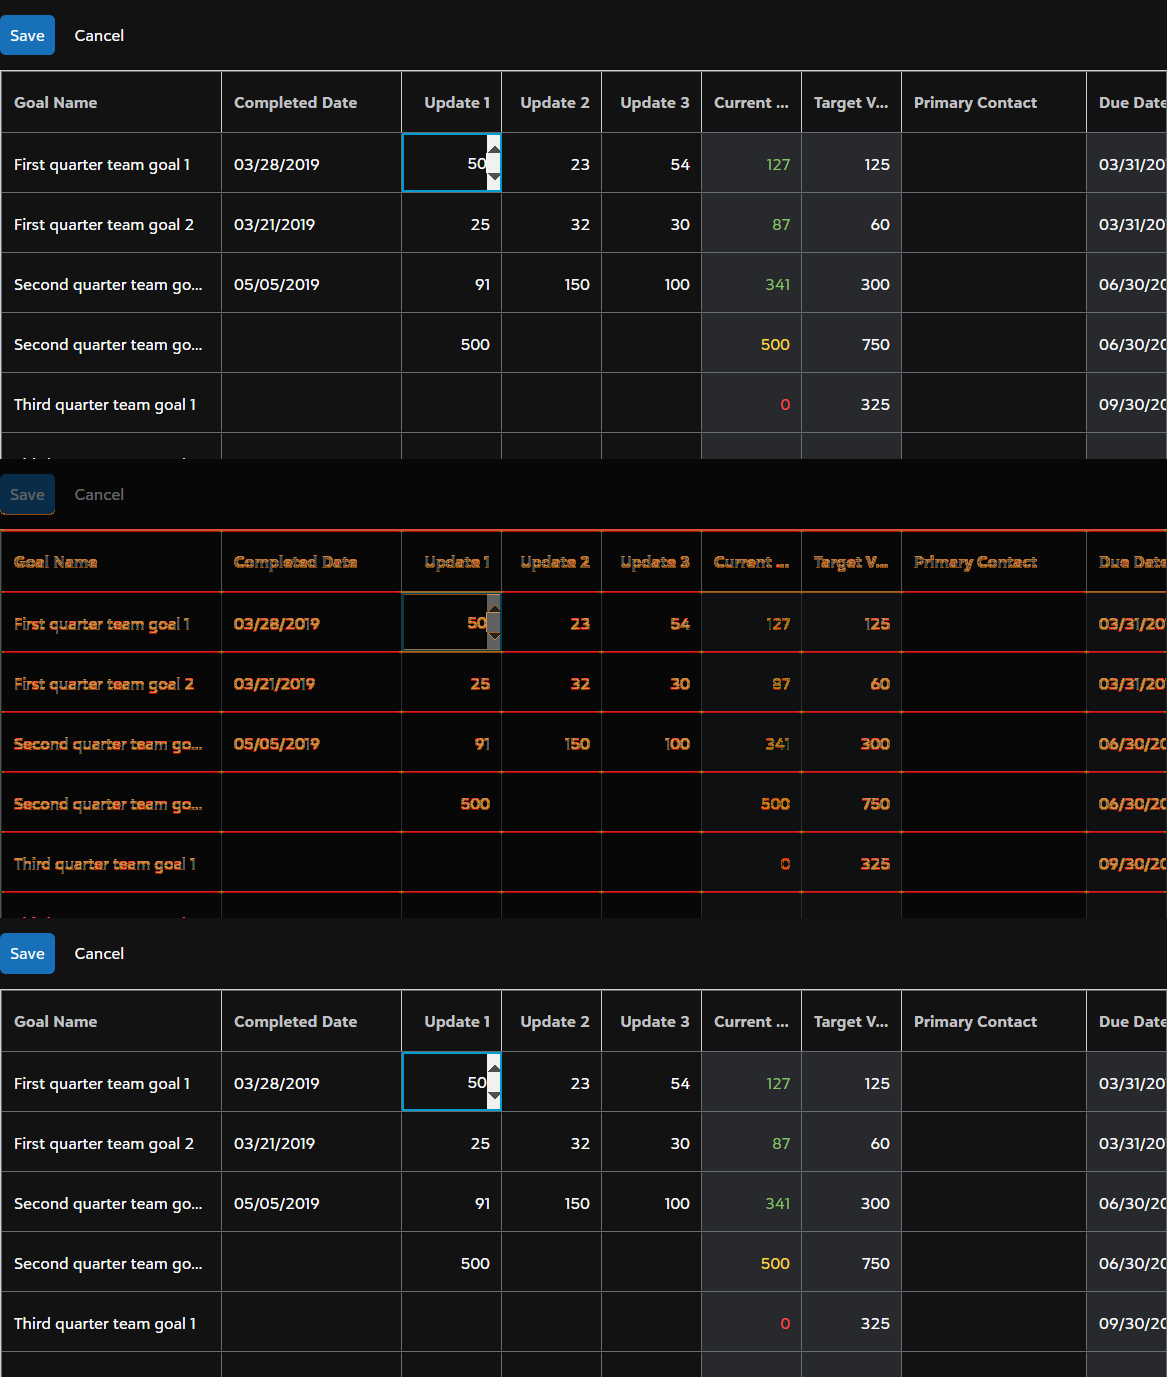 Save Cancel
Goal Name Completed Date Update 1 Update 2 Update 3 Current ... Target V... Primary Contact Due Date
First quarter team goal 1 03/28/2019 50 23 54 127 125 03/31/20
First quarter team goal 2 03/21/2019 25 32 30 87 60 03/31/20
Second quarter team go... 05/05/2019 91 150 100 341 300 06/30/20
Second quarter team go... 500 500 750 06/30/20
Third quarter team goal 1 0 325 09/30/20
Save Cancel
Goal Name Completed Date Update 1 Update 2 Update 3 Current ... Target V... Primary Contact Due Date
First quarter team goal 1 03/28/2019 50 23 54 127 125 03/31/20
First quarter team goal 2 03/21/2019 25 32 30 87 60 03/31/20
Second quarter team go... 05/05/2019 91 150 100 341 300 06/30/20
Second quarter team go... 500 500 750 06/30/20
Third quarter team goal 1 0 325 09/30/20
Save Cancel
Goal Name Completed Date Update 1 Update 2 Update 3 Current ... Target V... Primary Contact Due Date
First quarter team goal 1 03/28/2019 50 23 54 127 125 03/31/20
First quarter team goal 2 03/21/2019 25 32 30 87 60 03/31/20
Second quarter team go... 05/05/2019 91 150 100 341 300 06/30/20
Second quarter team go... 500 500 750 06/30/20
Third quarter team goal 1 0 325 09/30/20